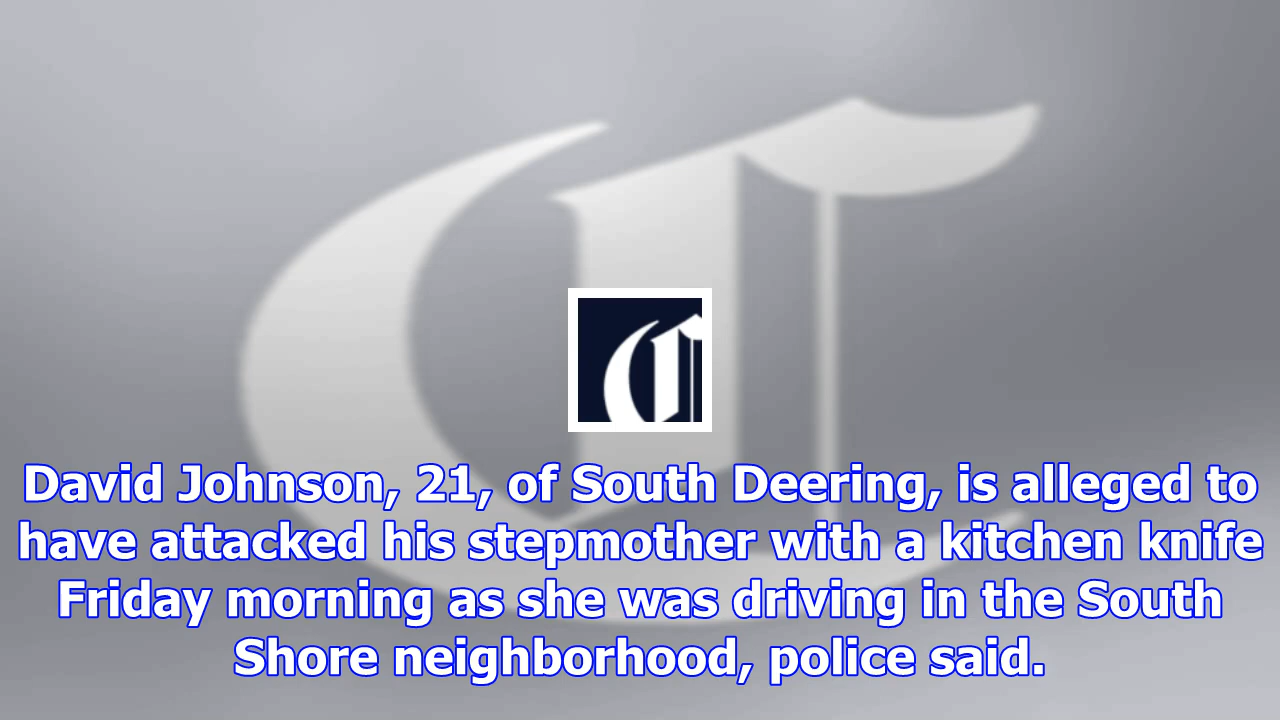 David Johnson, 21, of South Deering, is alleged to
have attacked his stepmother with a kitchen knife
Friday morning as she was driving in the South
Shore neighborhood, police said.